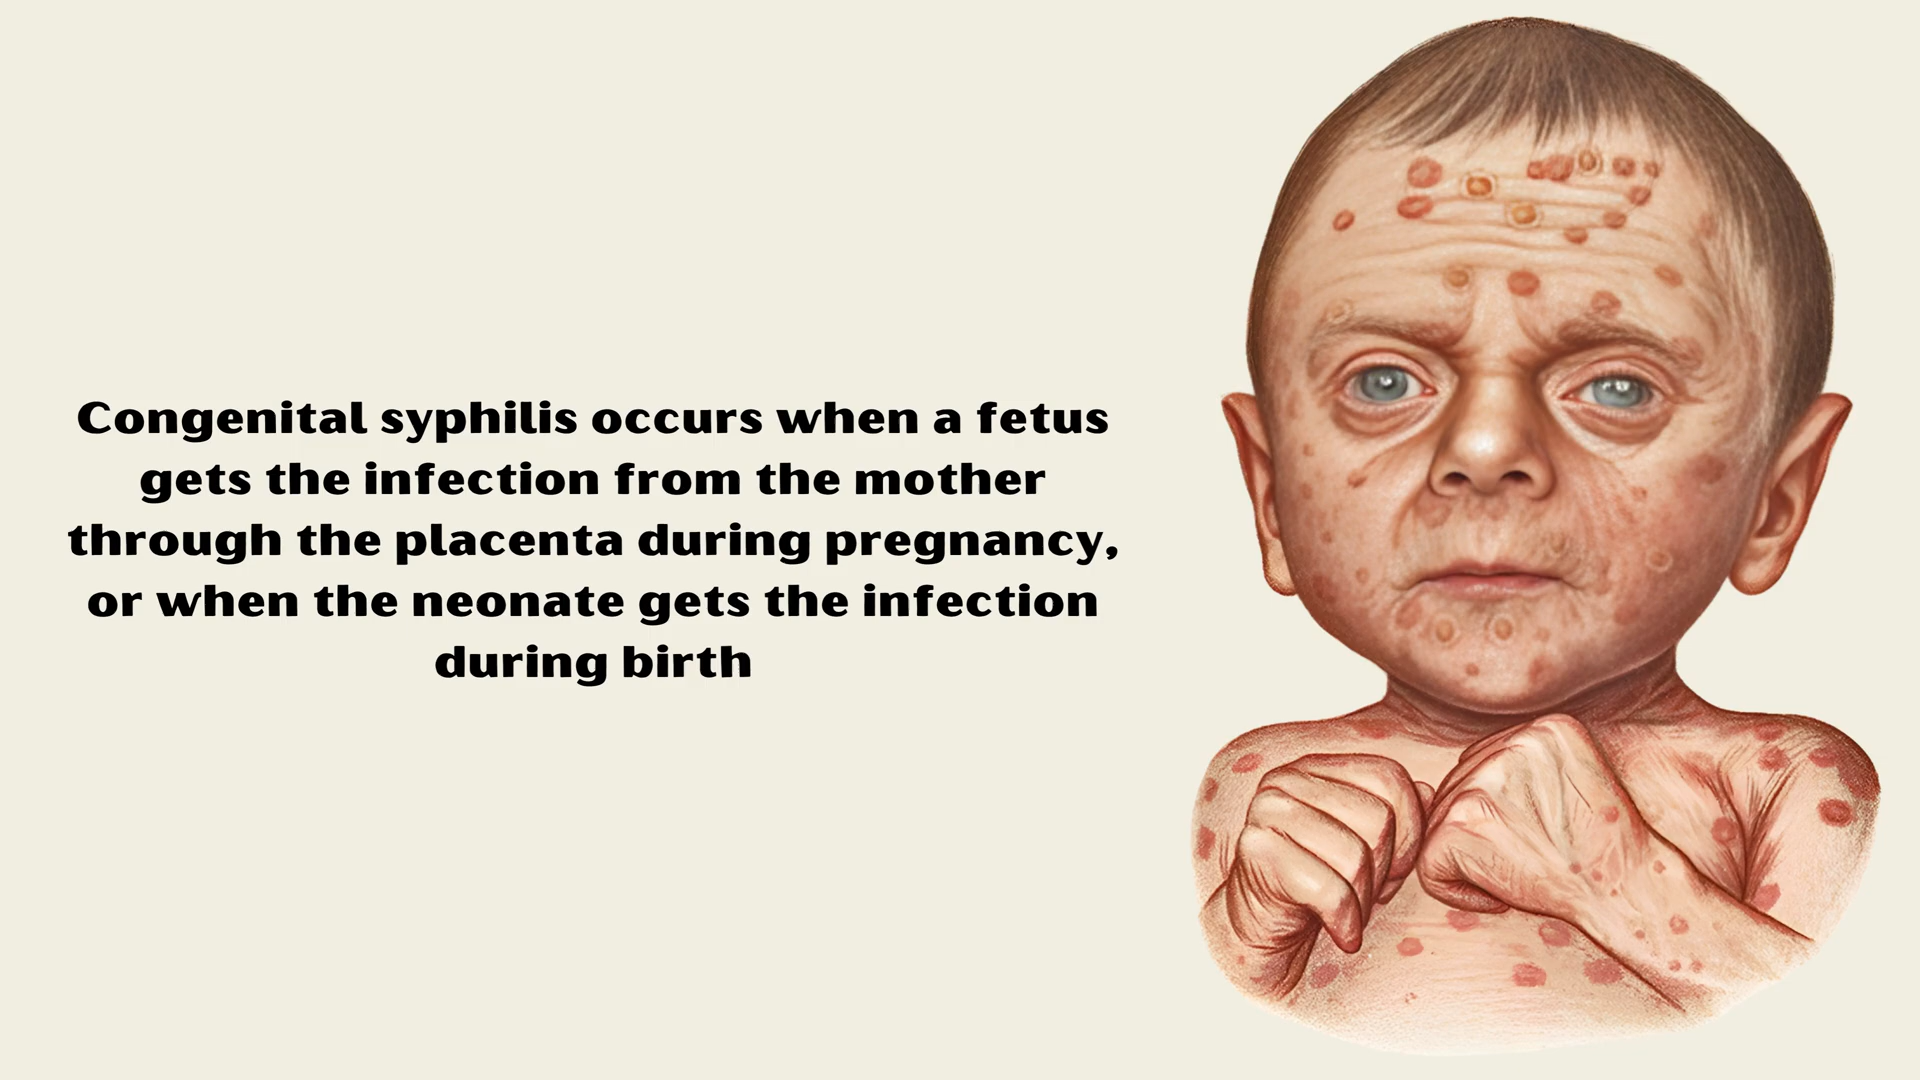 Congenital syphilis occurs when a fetus
gets the infection from the mother
through the placenta during pregnancy,
or when the neonate gets the infection
during birth